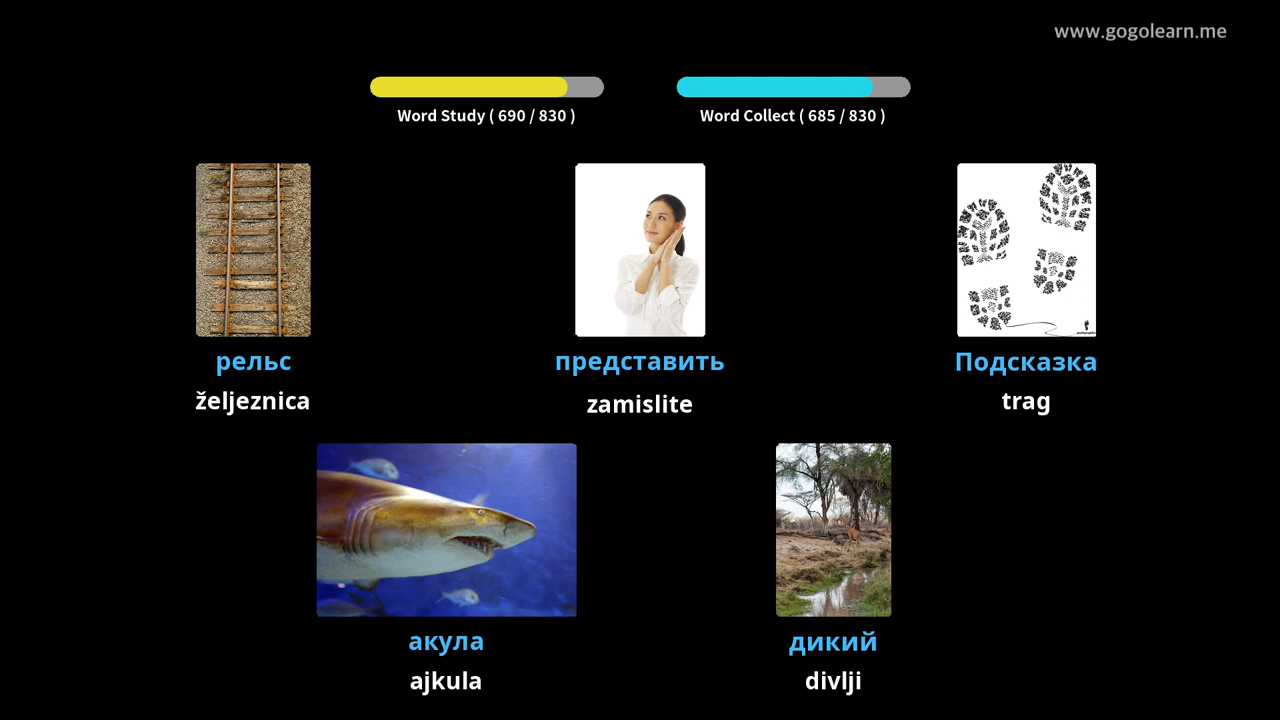 www.gogolearn.me
Word Study ( 690 / 830 )
Word Collect ( 685 / 830 )
рельс
željeznica
представить
zamislite
Подсказка
trag
акула
ajkula
дикий
divlji